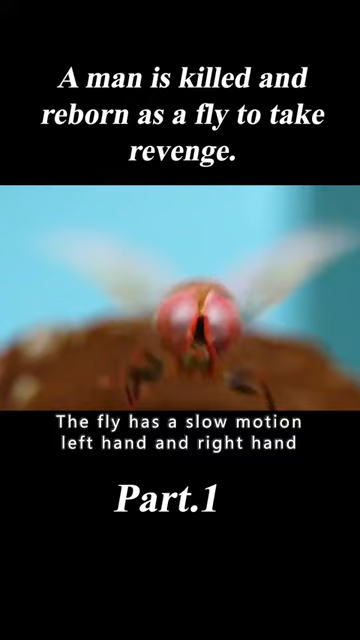 A man is killed and
reborn as a fly to take
revenge.
The fly has a slow motion
left hand and right hand
Part.1